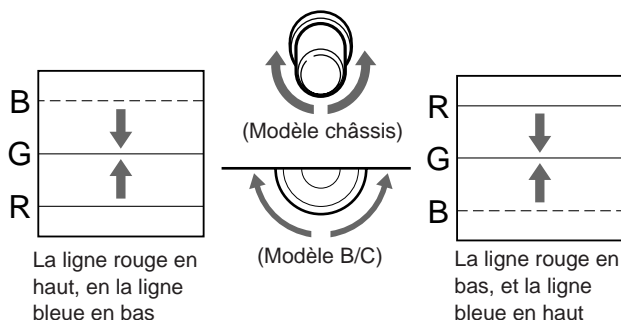 B
G
R
La ligne rouge en
haut, en la ligne
bleue en bas
(Modèle châssis)
(Modèle B/C)
R
G
B
La ligne rouge en
bas, et la ligne
bleue en haut